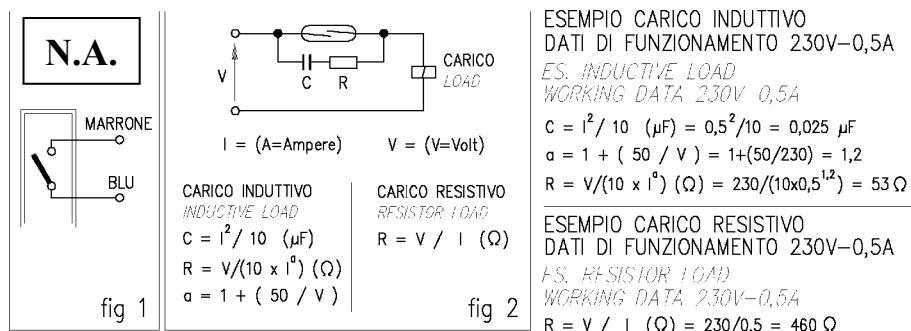 N.A.
MARRONE
BLU
fig 1
V
C R
CARICO
LOAD
I = (A=Ampere) V = (V=Volt)
CARICO INDUTTIVO
INDUCTIVE LOAD
C = I²/ 10 (µF)
R = V/(10 x Iᵃ) (Ω)
a = 1 + ( 50 / V )
CARICO RESISTIVO
RESISTOR LOAD
R = V / I (Ω)
fig 2
ESEMPIO CARICO INDUTTIVO
DATI DI FUNZIONAMENTO 230V-0,5A
ES. INDUCTIVE LOAD
WORKING DATA 230V 0,5A
C = I²/ 10 (µF) = 0,5²/10 = 0,025 µF
a = 1 + ( 50 / V ) = 1+(50/230) = 1,2
R = V/(10 x Iᵃ) (Ω) = 230/(10x0,5¹,²) = 53 Ω
ESEMPIO CARICO RESISTIVO
DATI DI FUNZIONAMENTO 230V-0,5A
ES. RESISTOR LOAD
WORKING DATA 230V-0,5A
R = V / I (Ω) = 230/0,5 = 460 Ω